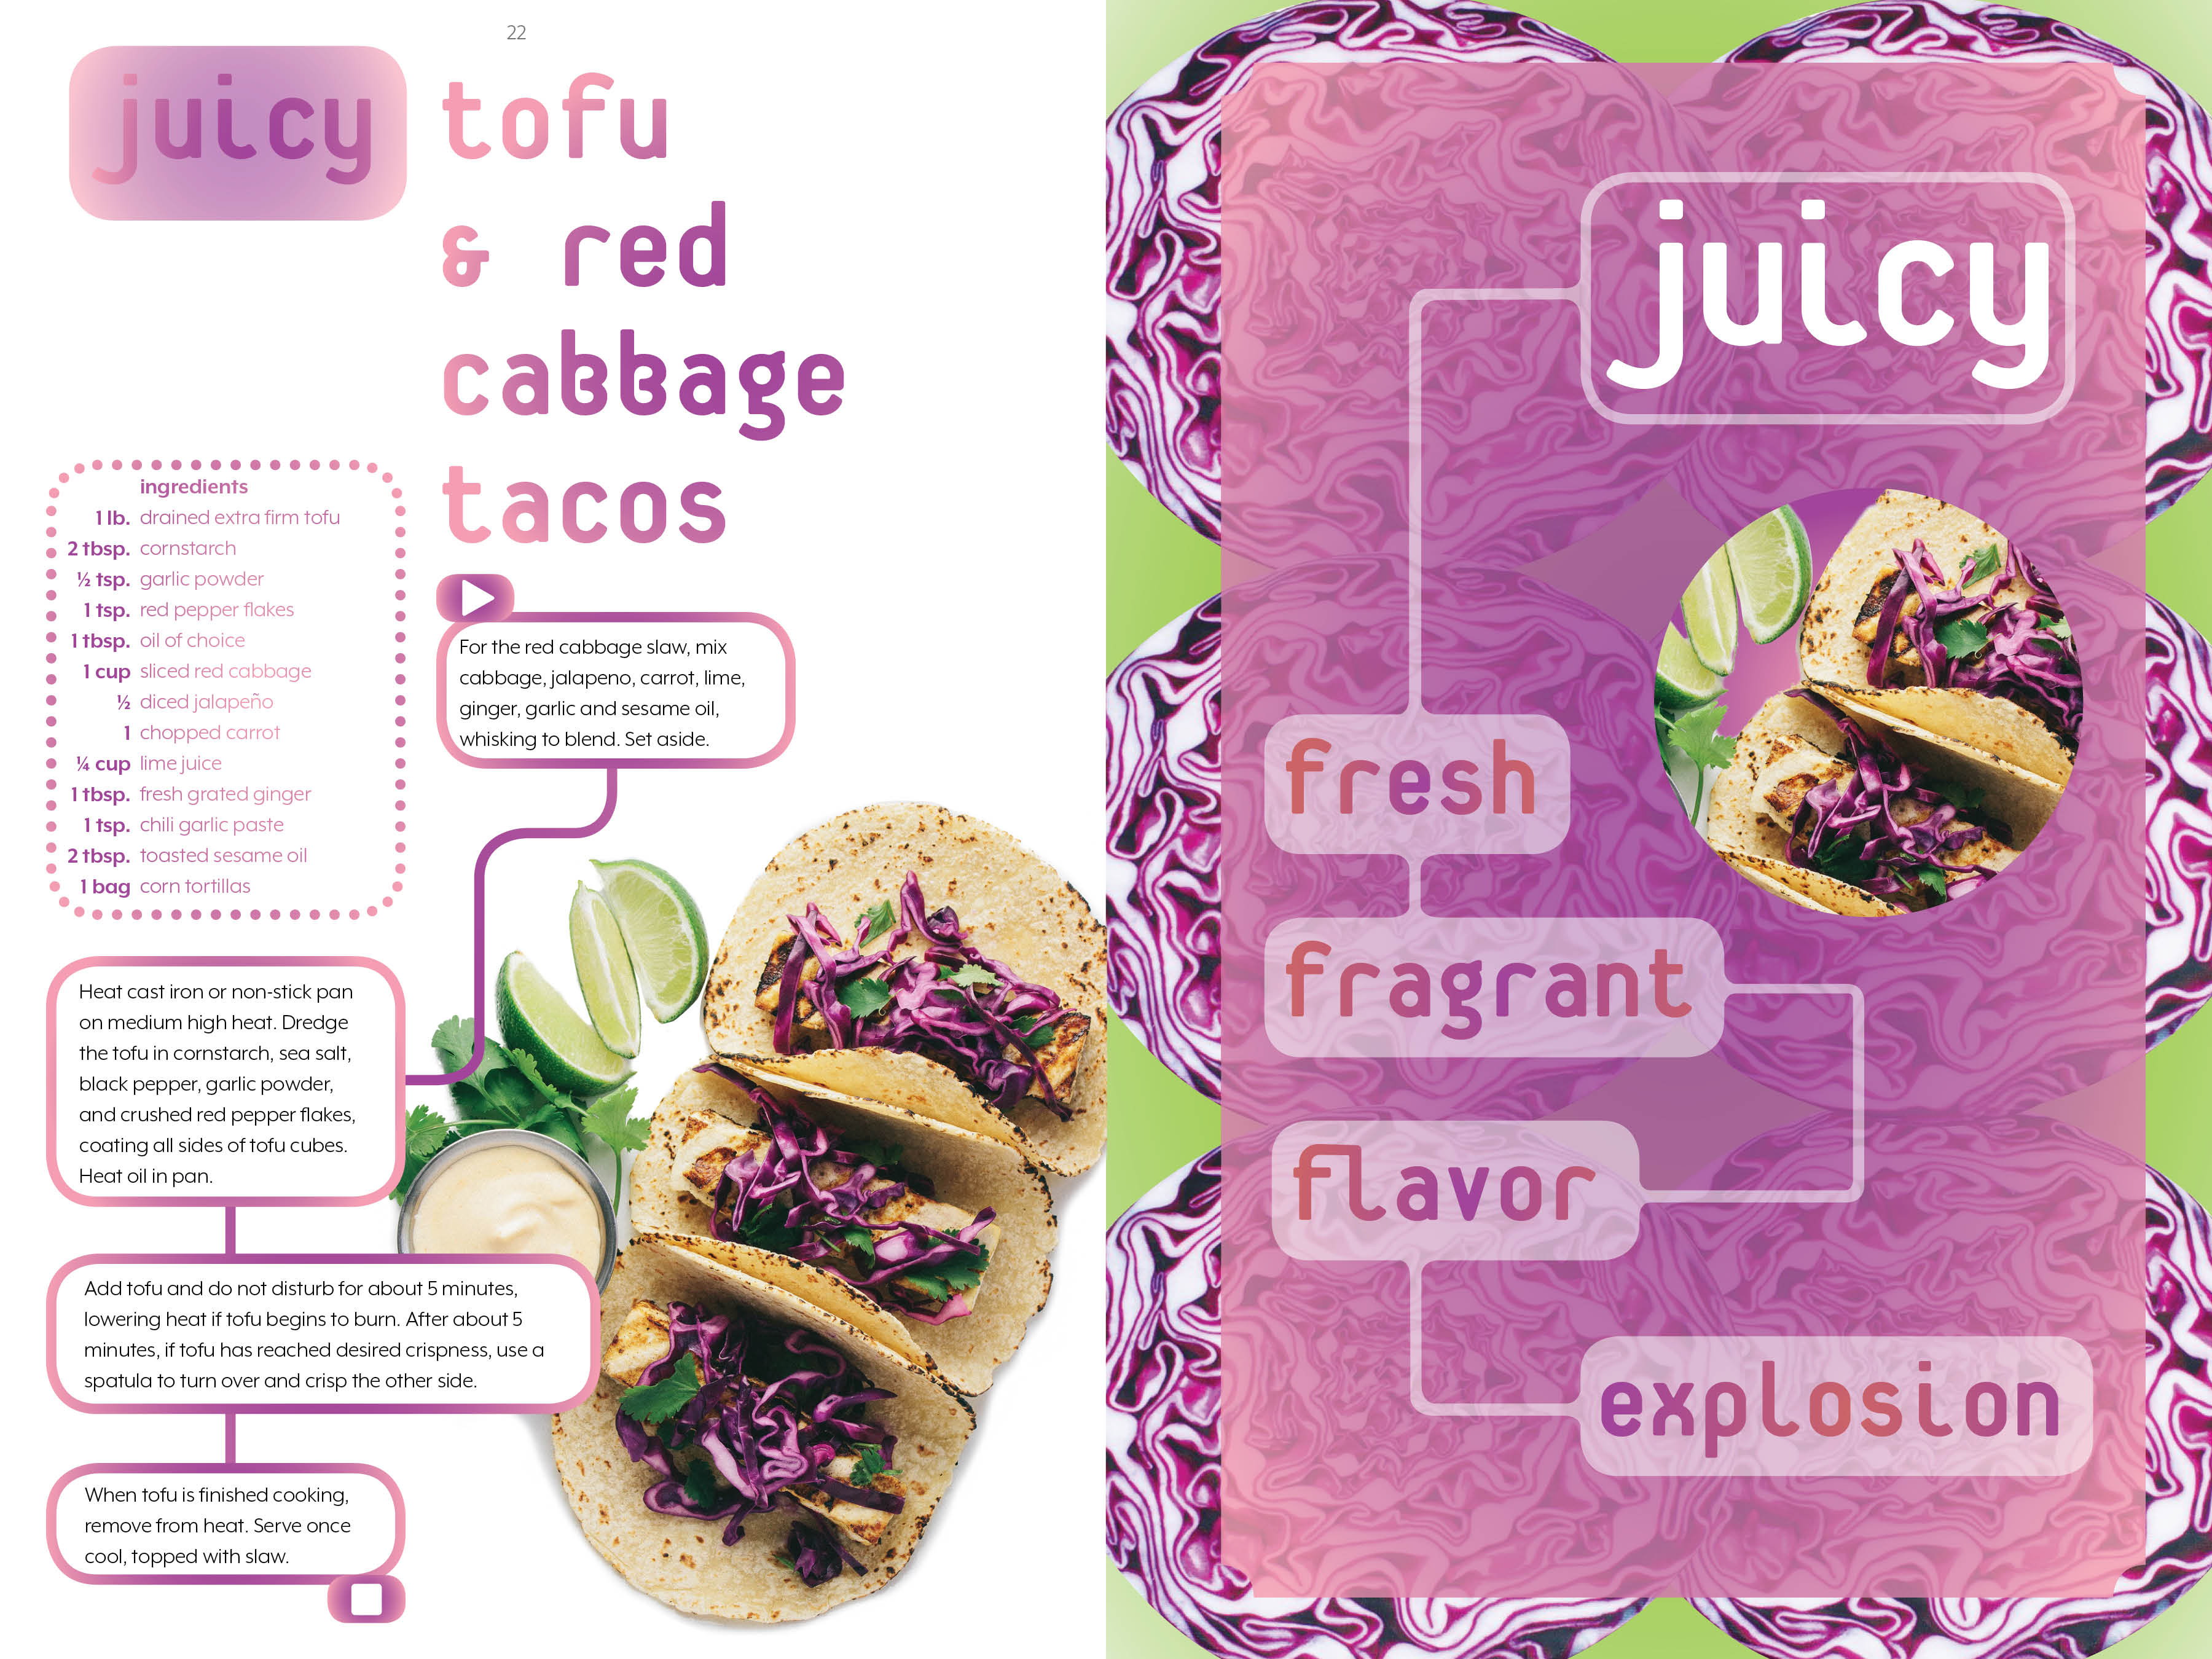 22
juicy tofu
& red
cabbage
tacos
ingredients
1 lb. drained extra firm tofu
2 tbsp. cornstarch
½ tsp. garlic powder
1 tsp. red pepper flakes
1 tbsp. oil of choice
1 cup sliced red cabbage
½ diced jalapeño
1 chopped carrot
¼ cup lime juice
1 tbsp. fresh grated ginger
1 tsp. chili garlic paste
2 tbsp. toasted sesame oil
1 bag corn tortillas
For the red cabbage slaw, mix
cabbage, jalapeno, carrot, lime,
ginger, garlic and sesame oil,
whisking to blend. Set aside.
Heat cast iron or non-stick pan
on medium high heat. Dredge
the tofu in cornstarch, sea salt,
black pepper, garlic powder,
and crushed red pepper flakes,
coating all sides of tofu cubes.
Heat oil in pan.
Add tofu and do not disturb for about 5 minutes,
lowering heat if tofu begins to burn. After about 5
minutes, if tofu has reached desired crispness, use a
spatula to turn over and crisp the other side.
When tofu is finished cooking,
remove from heat. Serve once
cool, topped with slaw.
juicy
fresh
fragrant
flavor
explosion